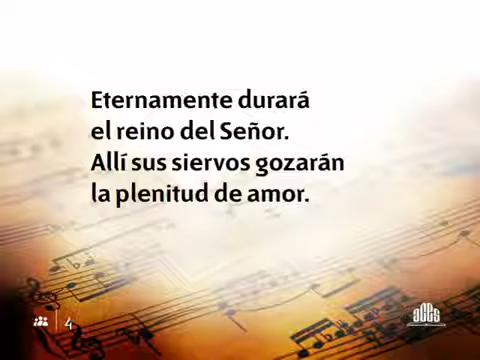 Eternamente durará
el reino del Señor.
Allí sus siervos gozarán
la plenitud de amor.
4
aces